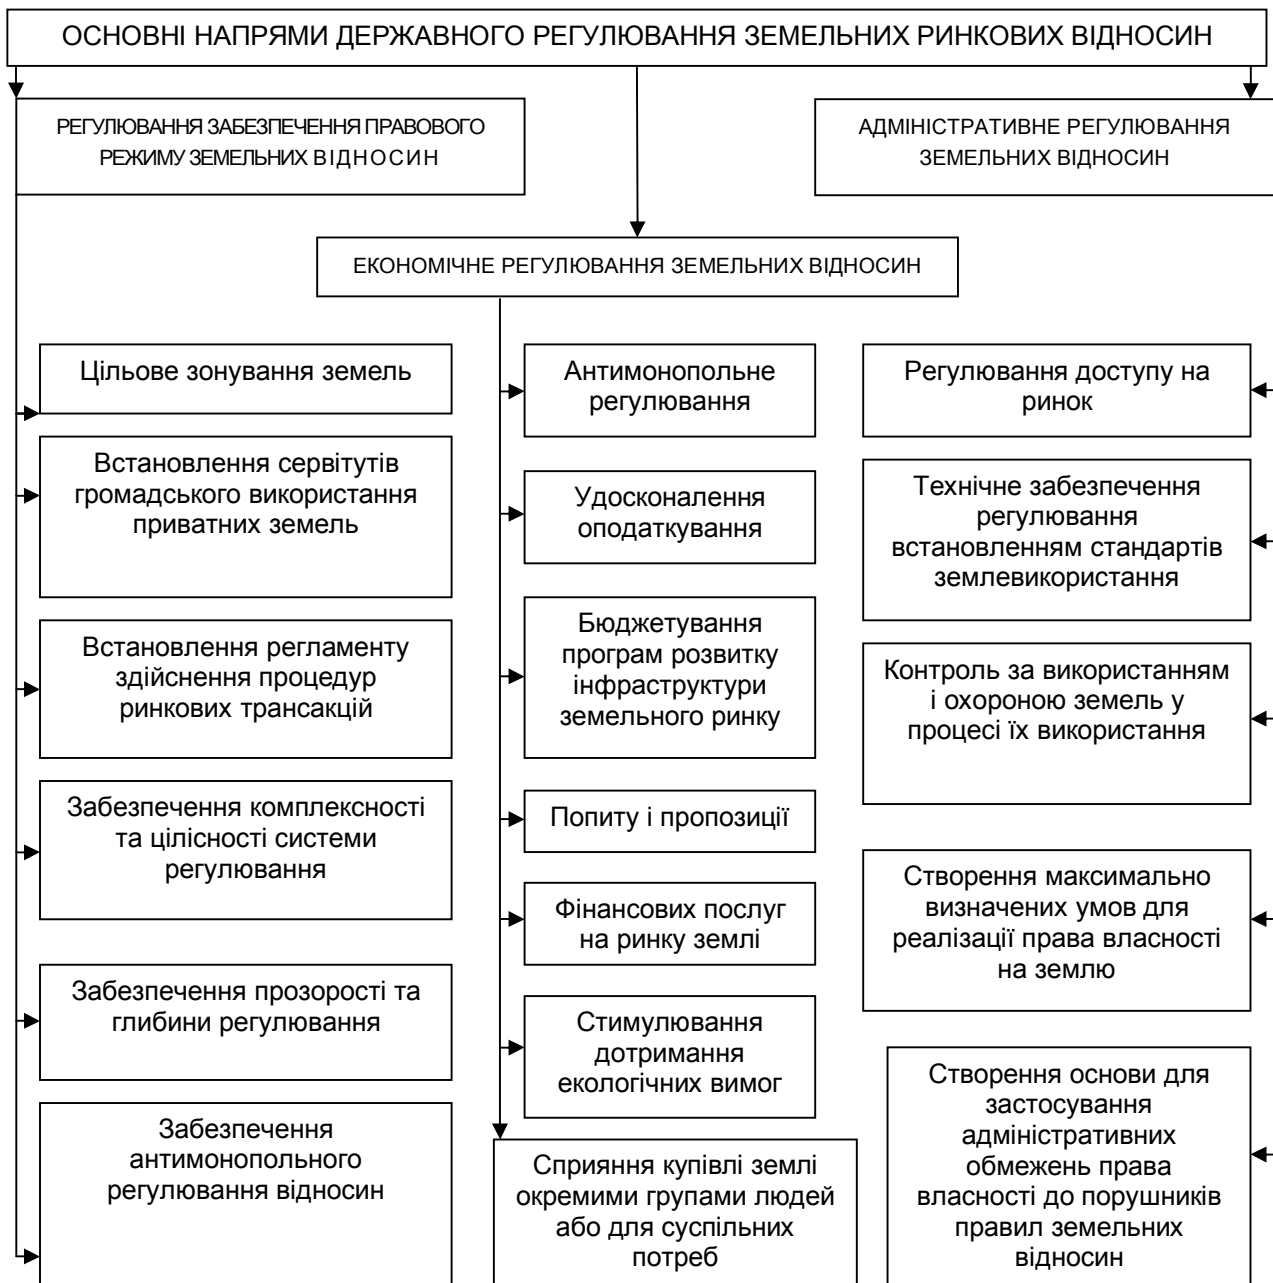 ОСНОВНІ НАПРЯМИ ДЕРЖАВНОГО РЕГУЛЮВАННЯ ЗЕМЕЛЬНИХ РИНКОВИХ ВІДНОСИН
РЕГУЛЮВАННЯ ЗАБЕЗПЕЧЕННЯ ПРАВОВОГО
РЕЖИМУ ЗЕМЕЛЬНИХ ВІДНОСИН
АДМІНІСТРАТИВНЕ РЕГУЛЮВАННЯ
ЗЕМЕЛЬНИХ ВІДНОСИН
ЕКОНОМІЧНЕ РЕГУЛЮВАННЯ ЗЕМЕЛЬНИХ ВІДНОСИН
Цільове зонування земель
Встановлення сервітутів
громадського використання
приватних земель
Встановлення регламенту
здійснення процедур
ринкових трансакцій
Забезпечення комплексності
та цілісності системи
регулювання
Забезпечення прозорості та
глибини регулювання
Забезпечення
антимонопольного
регулювання відносин
Антимонопольне
регулювання
Удосконалення
оподаткування
Бюджетування
програм розвитку
інфраструктури
земельного ринку
Попиту і пропозиції
Фінансових послуг
на ринку землі
Стимулювання
дотримання
екологічних вимог
Сприяння купівлі землі
окремими групами людей
або для суспільних
потреб
Регулювання доступу на
ринок
Технічне забезпечення
регулювання
встановленням стандартів
землевикористання
Контроль за використанням
і охороною земель у
процесі їх використання
Створення максимально
визначених умов для
реалізації права власності
на землю
Створення основи для
застосування
адміністративних
обмежень права
власності до порушників
правил земельних
відносин